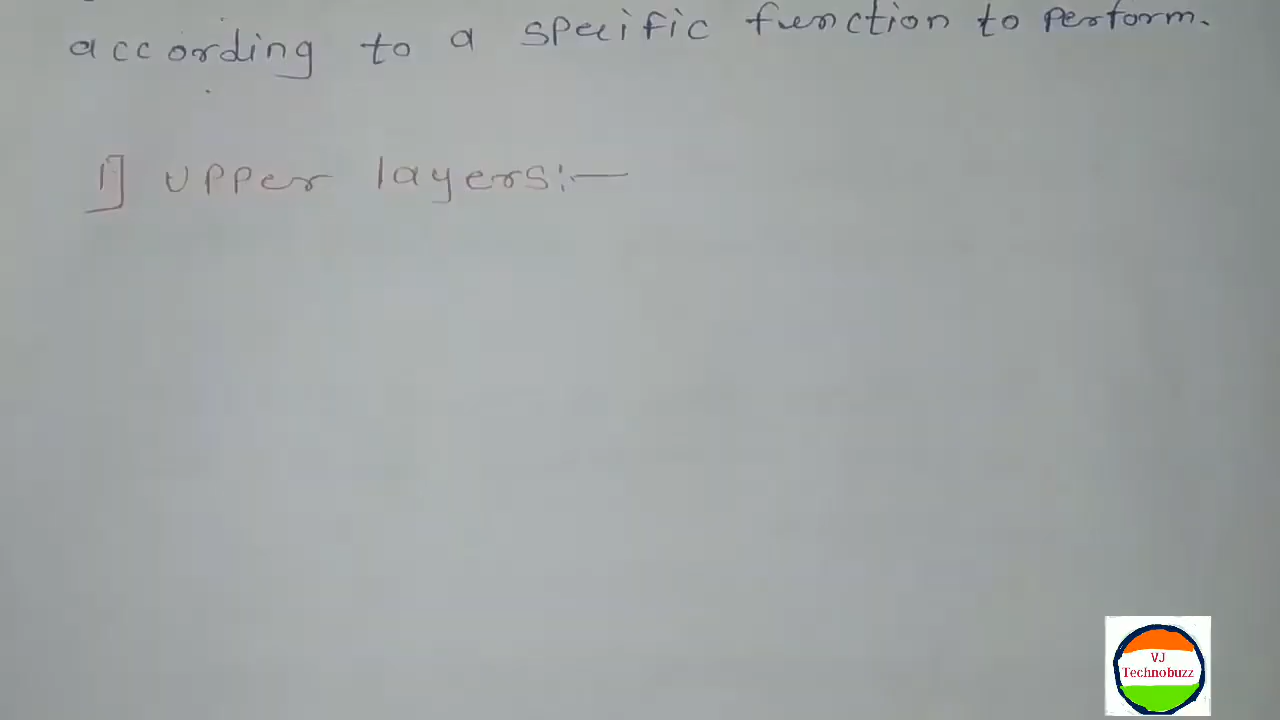 according to a specific function to perform.
1] Upper layers:—
VJ
Technobuzz